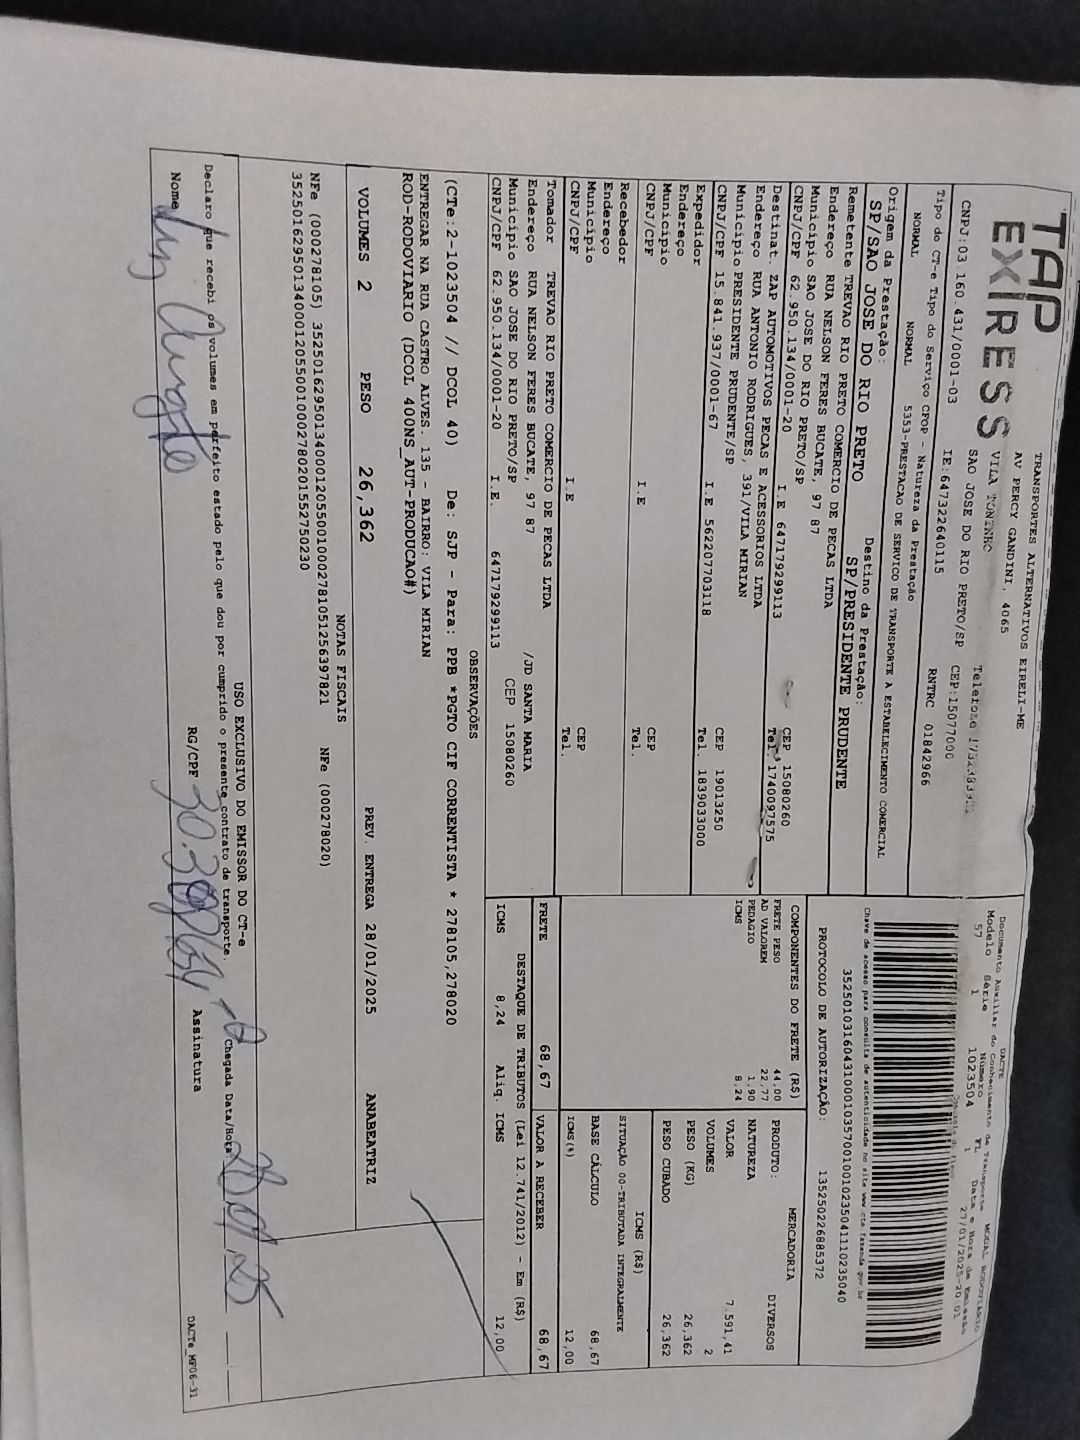 TAP
EXPRESS
TRANSPORTES ALTERNATIVOS EIRELI-ME
AV PERCY GANDINI, 4065
VILA TONINHO
SAO JOSE DO RIO PRETO/SP CEP:15077000
CNPJ:03.160.431/0001-03 IE:647322640115 RNTRC 01842966
DACTE
Documento Auxiliar do Conhecimento de Transporte MODAL RODOVIARIO
Modelo Série Número FL Data e Hora de Emissão
57 1 1023504 1 27/01/2025-20:01
Tipo do CT-e Tipo do Serviço CFOP - Natureza da Prestação
NORMAL NORMAL 5353-PRESTACAO DE SERVICO DE TRANSPORTE A ESTABELECIMENTO COMERCIAL
Chave de acesso para consulta de autenticidade no site www.cte.fazenda.gov.br
35250103160431000103570010010235041110235040
PROTOCOLO DE AUTORIZAÇÃO: 135250226885372
Origem da Prestação: Destino da Prestação:
SP/SAO JOSE DO RIO PRETO SP/PRESIDENTE PRUDENTE
Remetente TREVAO RIO PRETO COMERCIO DE PECAS LTDA
Endereço RUA NELSON FERES BUCATE, 97 87
Município SAO JOSE DO RIO PRETO/SP CEP 15080260
CNPJ/CPF 62.950.134/0001-20 I.E 647179299113 Tel. 1740097575
Destinat. ZAP AUTOMOTIVOS PECAS E ACESSORIOS LTDA
Endereço RUA ANTONIO RODRIGUES, 391/VILA MIRIAN
Município PRESIDENTE PRUDENTE/SP CEP 19013250
CNPJ/CPF 15.841.937/0001-67 I.E 562207703118 Tel. 1839033000
Expedidor
Endereço
Município CEP
CNPJ/CPF I.E Tel.
Recebedor
Endereço
Município CEP
CNPJ/CPF I.E Tel.
Tomador TREVAO RIO PRETO COMERCIO DE PECAS LTDA
Endereço RUA NELSON FERES BUCATE, 97 87 /JD SANTA MARIA
Município SAO JOSE DO RIO PRETO/SP CEP 15080260
CNPJ/CPF 62.950.134/0001-20 I.E. 647179299113
COMPONENTES DO FRETE (R$)
FRETE PESO 44,00
AD VALOREM 22,77
PEDAGIO 1,90
ICMS 8,24
MERCADORIA
PRODUTO: DIVERSOS
NATUREZA
VALOR 7.591,41
VOLUMES 2
PESO (KG) 26,362
PESO CUBADO 26,362
ICMS (R$)
SITUAÇÃO 00-TRIBUTADA INTEGRALMENTE
BASE CÁLCULO 68,67
ICMS(%) 12,00
FRETE 68,67 VALOR A RECEBER 68,67
DESTAQUE DE TRIBUTOS (Lei 12.741/2012) - Em (R$)
ICMS 8,24 Aliq. ICMS 12,00
OBSERVAÇÕES
(CTe:2-1023504 // DCOL 40) De: SJP - Para: PPB *PGTO CIF CORRENTISTA * 278105,278020
ENTREGAR NA RUA CASTRO ALVES. 135 - BAIRRO: VILA MIRIAN
ROD-RODOVIARIO (DCOL 400NS_AUT-PRODUCAO#)
VOLUMES 2 PESO 26,362 PREV. ENTREGA 28/01/2025 ANABEATRIZ
NOTAS FISCAIS
NFe (000278105) 35250162950134000120550010002781051256397821 NFe (000278020)
35250162950134000120550010002780201552750230
USO EXCLUSIVO DO EMISSOR DO CT-e
Declaro que recebi os volumes em perfeito estado pelo que dou por cumprido o presente contrato de transporte.
Chegada Data/Hora:
Nome RG/CPF Assinatura
DACTe_MF06-31